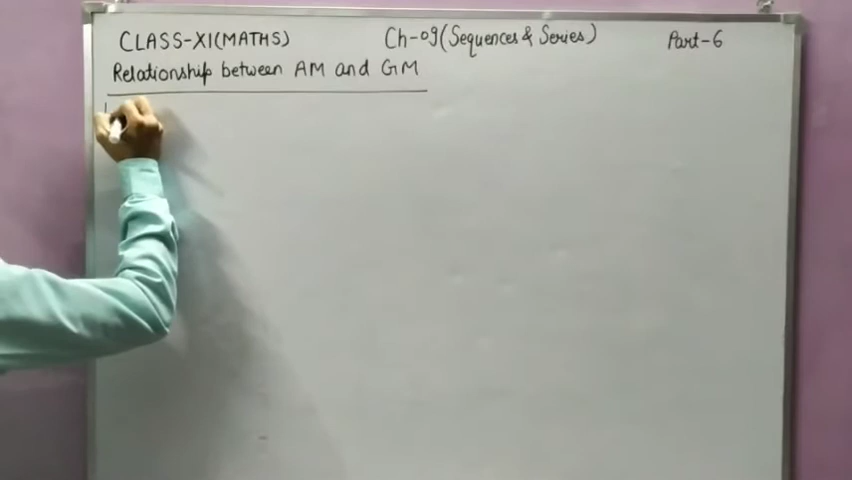 CLASS-XI(MATHS) Ch-09(Sequences & Series) Part-6
Relationship between AM and GM